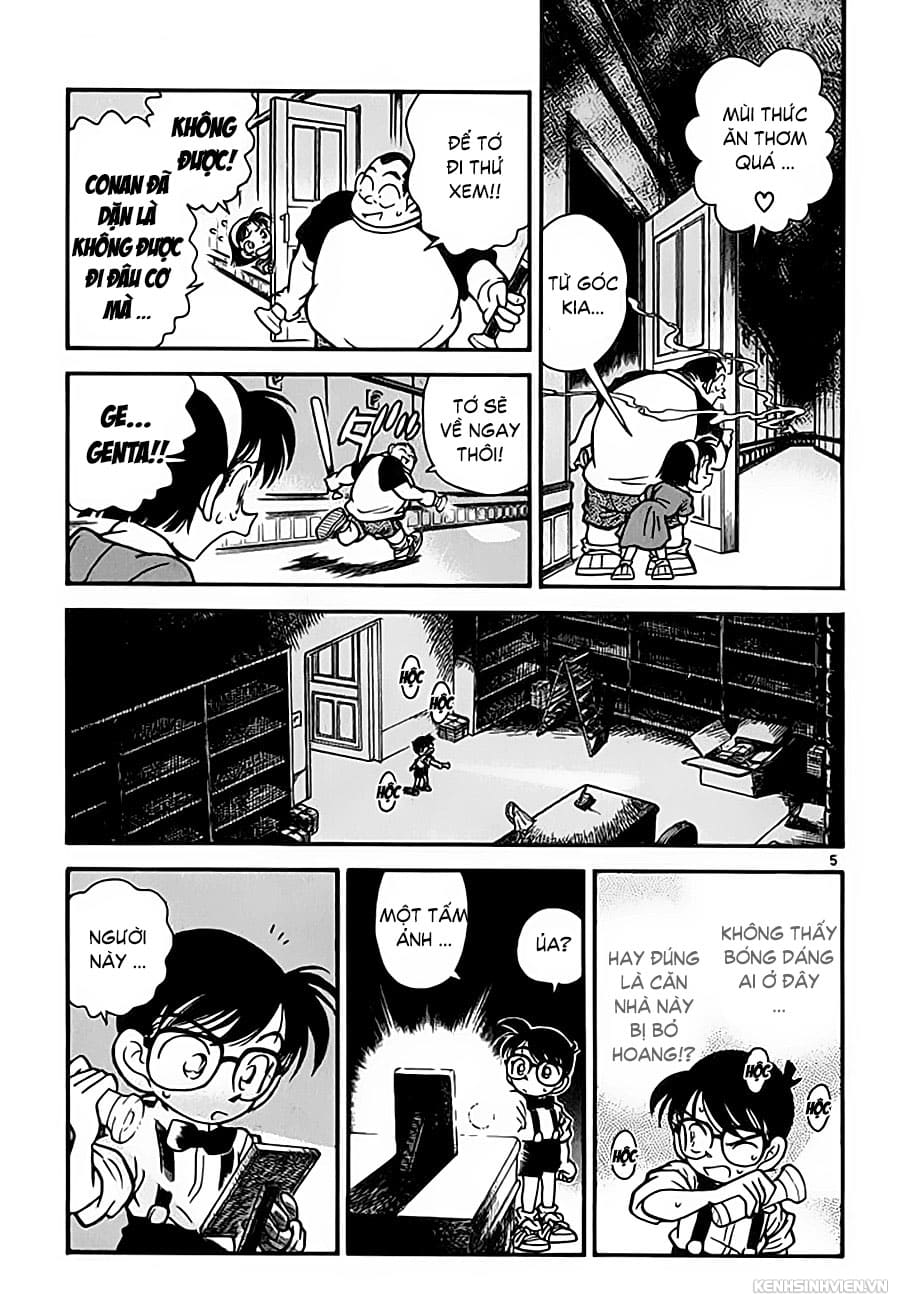 MÙI THỨC
ĂN THƠM
QUÁ ...
♡
TỪ GÓC
KIA...
ĐỂ TỚ
ĐI THỬ
XEM!!
KHÔNG
ĐƯỢC!
CONAN ĐÃ
DẶN LÀ
KHÔNG ĐƯỢC
ĐI ĐÂU CƠ
MÀ ...
TỚ SẼ
VỀ NGAY
THÔI!
GE...
GENTA!!
HỘC
HỘC
HỘC
5
KHÔNG THẤY
BÓNG DÁNG
AI Ở ĐÂY
...
HAY ĐÚNG
LÀ CĂN
NHÀ NÀY
BỊ BỎ
HOANG!?
HỘC
HỘC
HỘC
ỦA?
MỘT TẤM
ẢNH ...
NGƯỜI
NÀY ...
KENHSINHVIEN.VN